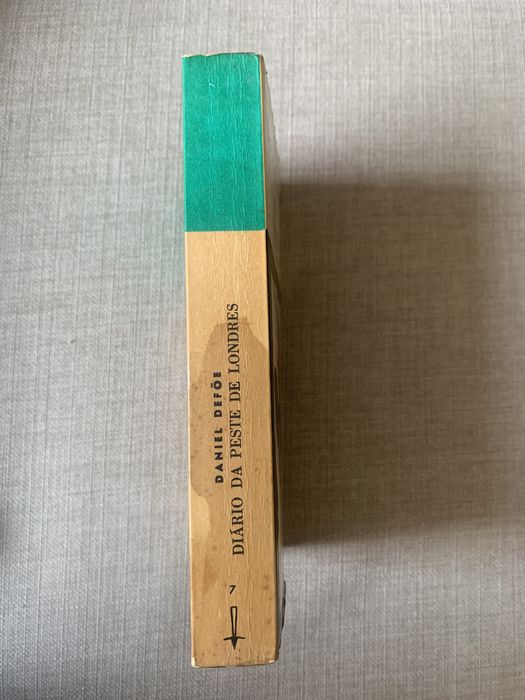 DANIEL DEFÖE
DIÁRIO DA PESTE DE LONDRES
7